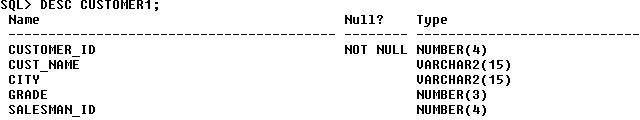 SQL> DESC CUSTOMER1;
Name Null? Type
----------------------------------------- -------- ----------------------------
CUSTOMER_ID NOT NULL NUMBER(4)
CUST_NAME VARCHAR2(15)
CITY VARCHAR2(15)
GRADE NUMBER(3)
SALESMAN_ID NUMBER(4)